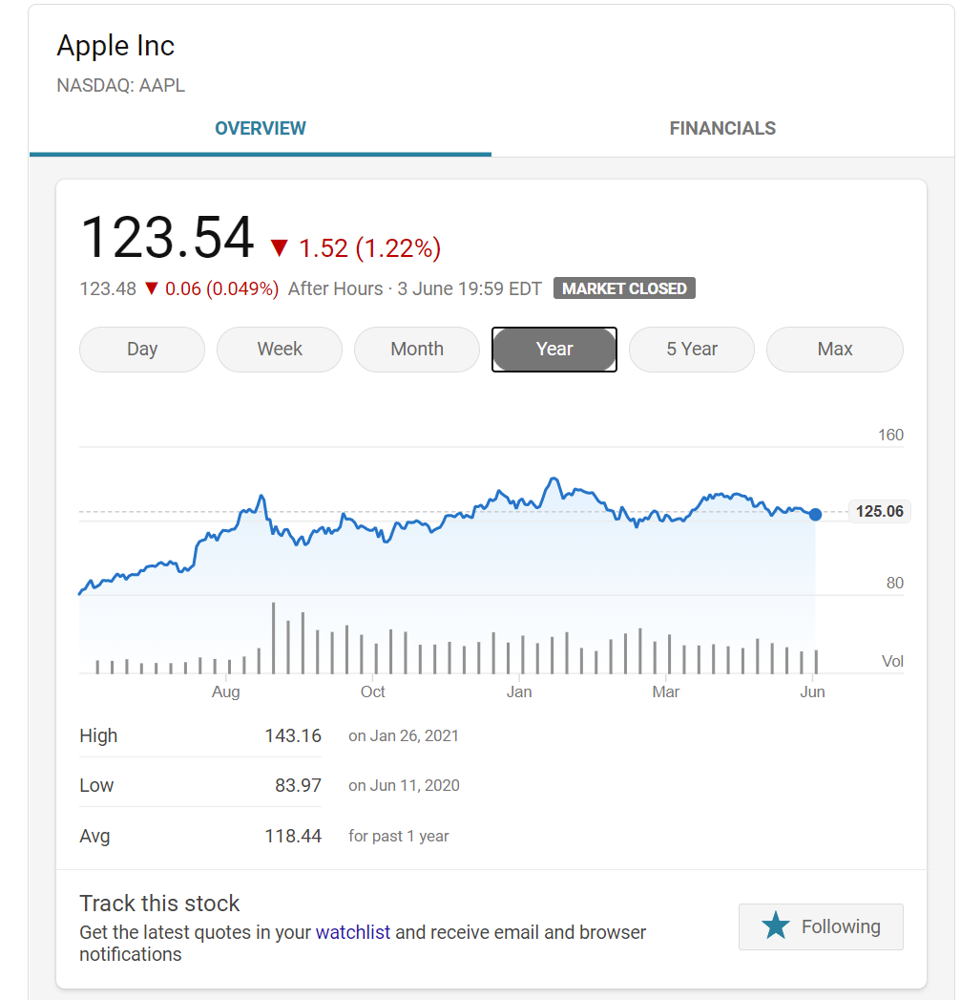 Apple Inc
NASDAQ: AAPL
OVERVIEW FINANCIALS
123.54 ▼ 1.52 (1.22%)
123.48 ▼ 0.06 (0.049%) After Hours · 3 June 19:59 EDT MARKET CLOSED
Day Week Month Year 5 Year Max
160
125.06
80
Vol
Aug Oct Jan Mar Jun
High 143.16 on Jan 26, 2021
Low 83.97 on Jun 11, 2020
Avg 118.44 for past 1 year
Track this stock
Get the latest quotes in your watchlist and receive email and browser
notifications
Following